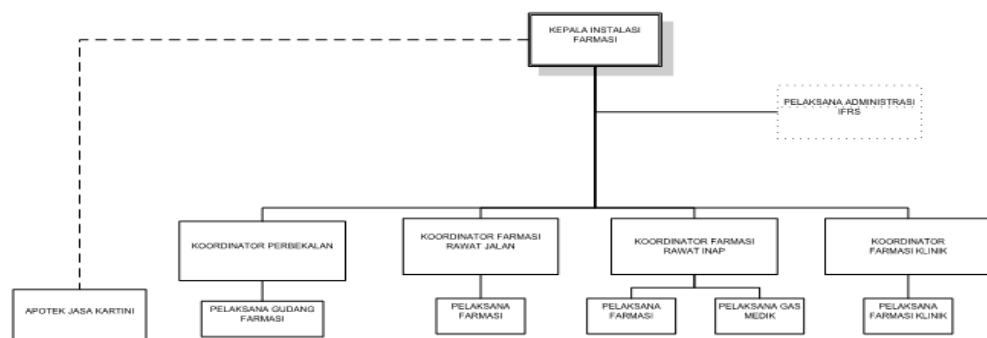 KEPALA INSTALASI
FARMASI
PELAKSANA ADMINISTRASI
IFRS
KOORDINATOR PERBEKALAN
KOORDINATOR FARMASI
RAWAT JALAN
KOORDINATOR FARMASI
RAWAT INAP
KOORDINATOR
FARMASI KLINIK
APOTEK JASA KARTINI
PELAKSANA GUDANG
FARMASI
PELAKSANA
FARMASI
PELAKSANA
FARMASI
PELAKSANA GAS
MEDIK
PELAKSANA
FARMASI KLINIK